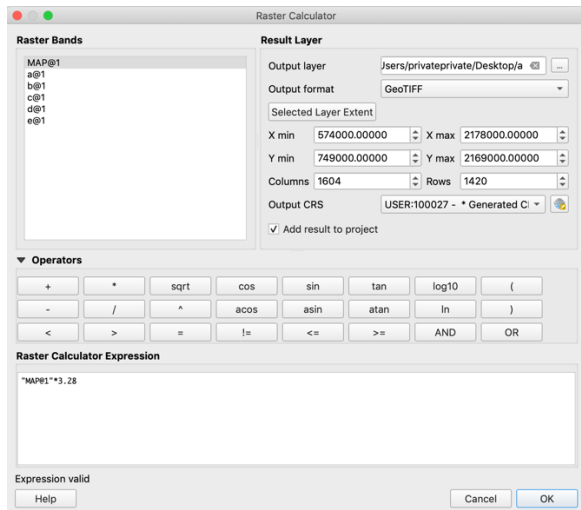 Raster Calculator
Raster Bands
MAP@1
a@1
b@1
c@1
d@1
e@1
Result Layer
Output layer Jsers/privateprivate/Desktop/a ...
Output format GeoTIFF
Selected Layer Extent
X min 574000.00000 X max 2178000.00000
Y min 749000.00000 Y max 2169000.00000
Columns 1604 Rows 1420
Output CRS USER:100027 - * Generated CI
Add result to project
Operators
+ * sqrt cos sin tan log10 (
- / ^ acos asin atan ln )
< > = != <= >= AND OR
Raster Calculator Expression
"MAP@1"*3.28
Expression valid
Help Cancel OK